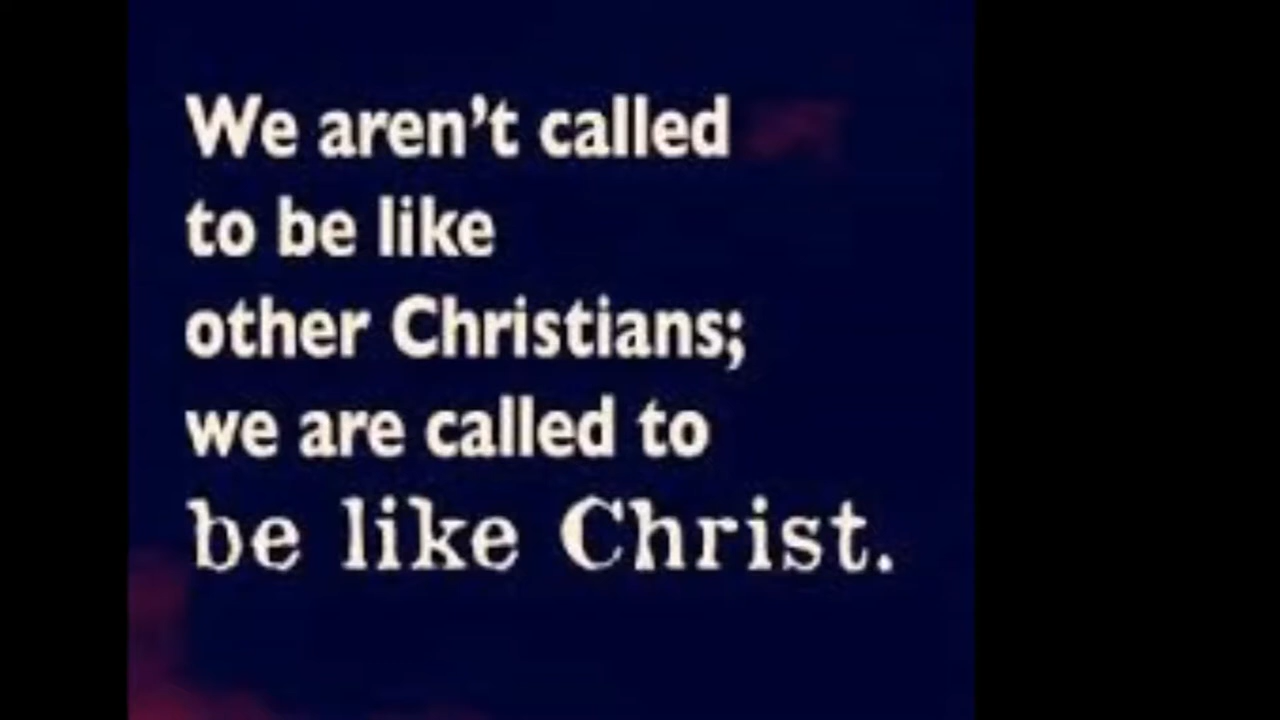 We aren’t called
to be like
other Christians;
we are called to
be like Christ.